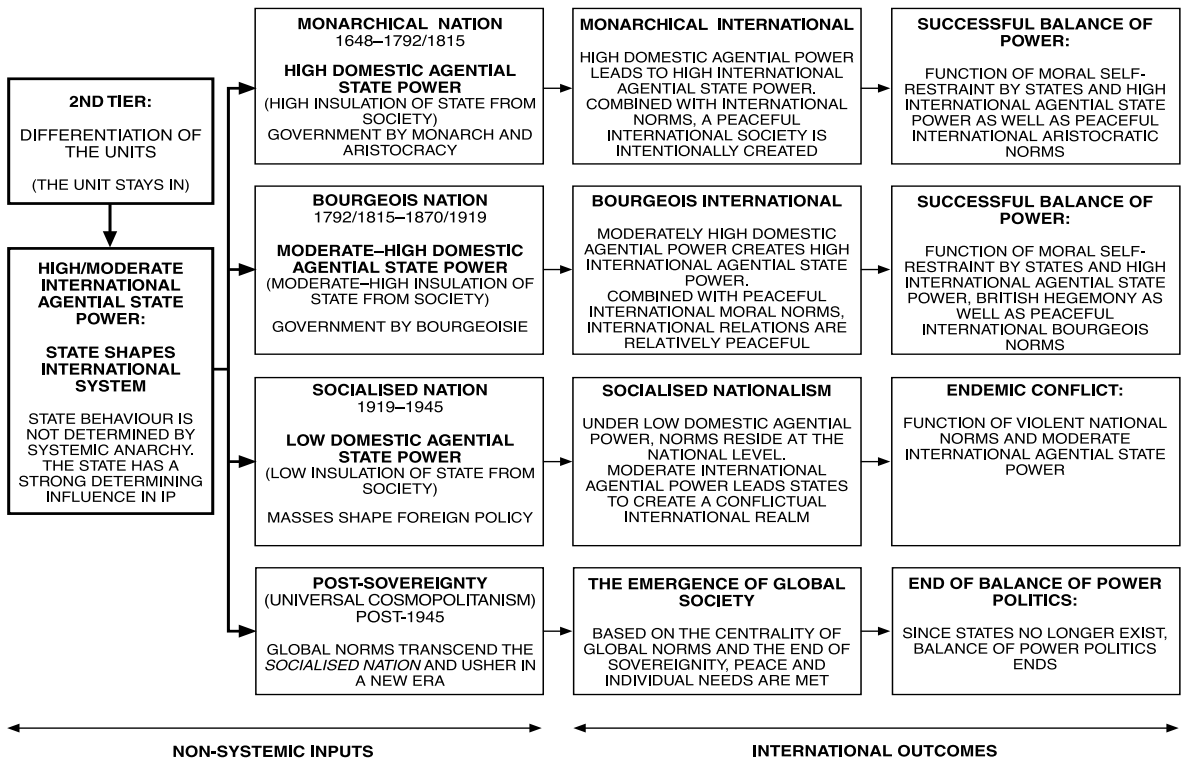 2ND TIER:
DIFFERENTIATION OF
THE UNITS
(THE UNIT STAYS IN)
HIGH/MODERATE
INTERNATIONAL
AGENTIAL STATE
POWER:
STATE SHAPES
INTERNATIONAL
SYSTEM
STATE BEHAVIOUR IS
NOT DETERMINED BY
SYSTEMIC ANARCHY.
THE STATE HAS A
STRONG DETERMINING
INFLUENCE IN IP
MONARCHICAL NATION
1648–1792/1815
HIGH DOMESTIC AGENTIAL
STATE POWER
(HIGH INSULATION OF STATE FROM
SOCIETY)
GOVERNMENT BY MONARCH AND
ARISTOCRACY
MONARCHICAL INTERNATIONAL
HIGH DOMESTIC AGENTIAL POWER
LEADS TO HIGH INTERNATIONAL
AGENTIAL STATE POWER.
COMBINED WITH INTERNATIONAL
NORMS, A PEACEFUL
INTERNATIONAL SOCIETY IS
INTENTIONALLY CREATED
SUCCESSFUL BALANCE OF
POWER:
FUNCTION OF MORAL SELF-
RESTRAINT BY STATES AND HIGH
INTERNATIONAL AGENTIAL STATE
POWER AS WELL AS PEACEFUL
INTERNATIONAL ARISTOCRATIC
NORMS
BOURGEOIS NATION
1792/1815–1870/1919
MODERATE–HIGH DOMESTIC
AGENTIAL STATE POWER
(MODERATE–HIGH INSULATION OF
STATE FROM SOCIETY)
GOVERNMENT BY BOURGEOISIE
BOURGEOIS INTERNATIONAL
MODERATELY HIGH DOMESTIC
AGENTIAL POWER CREATES HIGH
INTERNATIONAL AGENTIAL STATE
POWER.
COMBINED WITH PEACEFUL
INTERNATIONAL MORAL NORMS,
INTERNATIONAL RELATIONS ARE
RELATIVELY PEACEFUL
SUCCESSFUL BALANCE OF
POWER:
FUNCTION OF MORAL SELF-
RESTRAINT BY STATES AND HIGH
INTERNATIONAL AGENTIAL STATE
POWER, BRITISH HEGEMONY AS
WELL AS PEACEFUL
INTERNATIONAL BOURGEOIS
NORMS
SOCIALISED NATION
1919–1945
LOW DOMESTIC AGENTIAL
STATE POWER
(LOW INSULATION OF STATE FROM
SOCIETY)
MASSES SHAPE FOREIGN POLICY
SOCIALISED NATIONALISM
UNDER LOW DOMESTIC AGENTIAL
POWER, NORMS RESIDE AT THE
NATIONAL LEVEL.
MODERATE INTERNATIONAL
AGENTIAL POWER LEADS STATES
TO CREATE A CONFLICTUAL
INTERNATIONAL REALM
ENDEMIC CONFLICT:
FUNCTION OF VIOLENT NATIONAL
NORMS AND MODERATE
INTERNATIONAL AGENTIAL STATE
POWER
POST-SOVEREIGNTY
(UNIVERSAL COSMOPOLITANISM)
POST-1945
GLOBAL NORMS TRANSCEND THE
SOCIALISED NATION AND USHER IN
A NEW ERA
THE EMERGENCE OF GLOBAL
SOCIETY
BASED ON THE CENTRALITY OF
GLOBAL NORMS AND THE END OF
SOVEREIGNTY, PEACE AND
INDIVIDUAL NEEDS ARE MET
END OF BALANCE OF POWER
POLITICS:
SINCE STATES NO LONGER EXIST,
BALANCE OF POWER POLITICS
ENDS
NON-SYSTEMIC INPUTS
INTERNATIONAL OUTCOMES